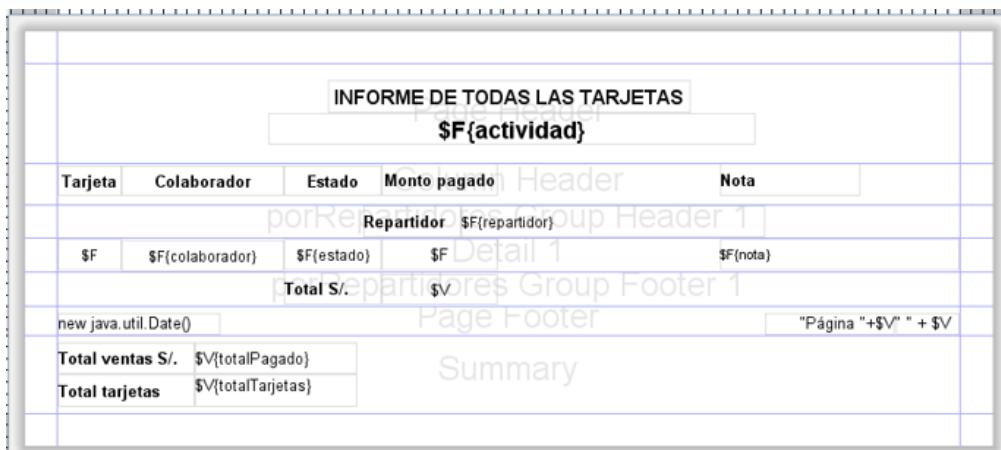 INFORME DE TODAS LAS TARJETAS
Page Header
$F{actividad}
Column Header
Tarjeta Colaborador Estado Monto pagado Nota
porRepartidores Group Header 1
Repartidor $F{repartidor}
Detail 1
$F $F{colaborador} $F{estado} $F $F{nota}
porRepartidores Group Footer 1
Total S/. $V
Page Footer
new java.util.Date() "Página "+$V" " + $V
Summary
Total ventas S/. $V{totalPagado}
Total tarjetas $V{totalTarjetas}